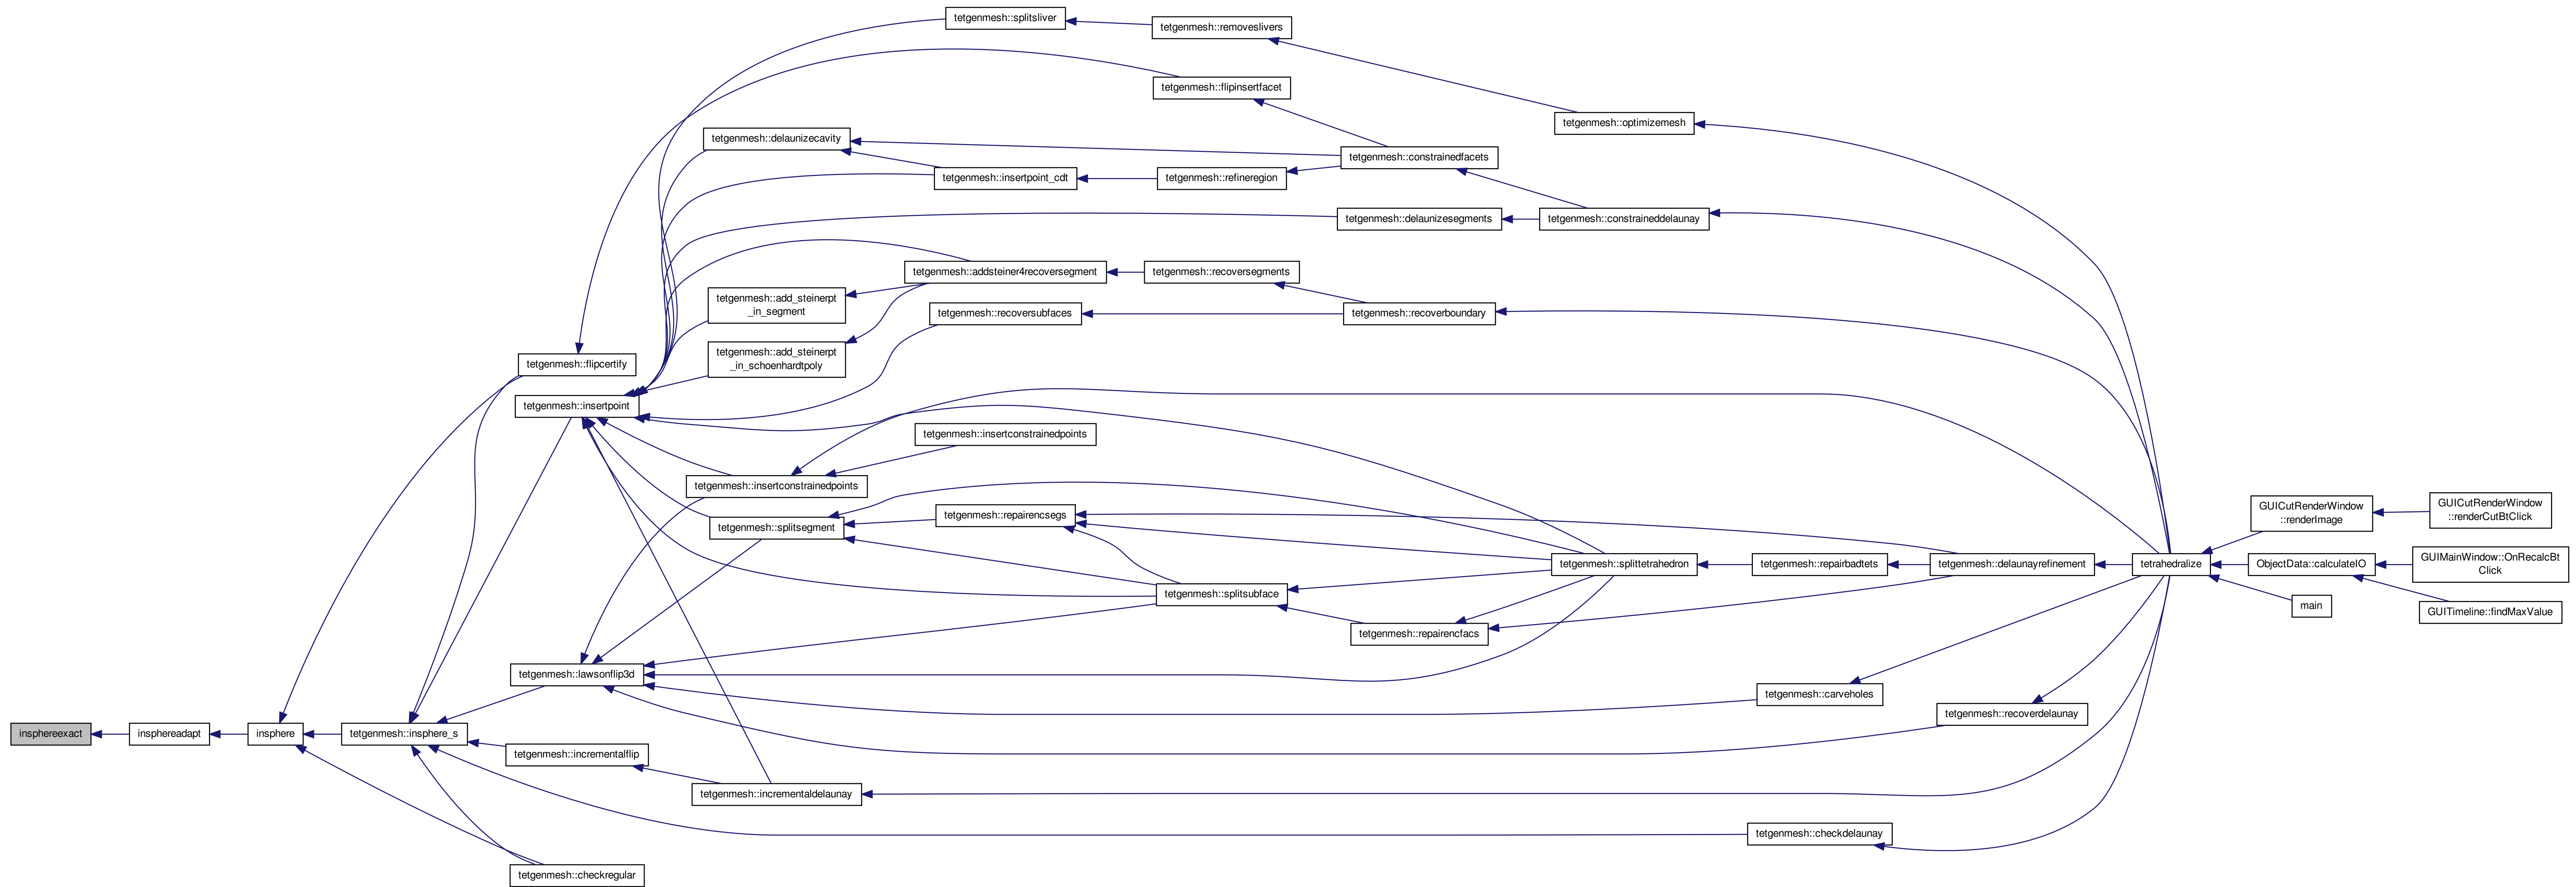 tetgenmesh::splitsliver
tetgenmesh::removeslivers
tetgenmesh::flipinsertfacet
tetgenmesh::optimizemesh
tetgenmesh::delaunizecavity
tetgenmesh::constrainedfacets
tetgenmesh::insertpoint_cdt
tetgenmesh::refineregion
tetgenmesh::delaunizesegments
tetgenmesh::constraineddelaunay
tetgenmesh::addsteiner4recoversegment
tetgenmesh::recoversegments
tetgenmesh::add_steinerpt
_in_segment
tetgenmesh::recoversubfaces
tetgenmesh::recoverboundary
tetgenmesh::add_steinerpt
_in_schoenhardtpoly
tetgenmesh::flipcertify
tetgenmesh::insertpoint
tetgenmesh::insertconstrainedpoints
tetgenmesh::insertconstrainedpoints
tetgenmesh::splitsegment
tetgenmesh::repairencsegs
GUICutRenderWindow
::renderImage
GUICutRenderWindow
::renderCutBtClick
tetgenmesh::splittetrahedron
tetgenmesh::repairbadtets
tetgenmesh::delaunayrefinement
tetrahedralize
ObjectData::calculateIO
GUIMainWindow::OnRecalcBt
Click
tetgenmesh::splitsubface
main
GUITimeline::findMaxValue
tetgenmesh::repairencfacs
tetgenmesh::lawsonflip3d
tetgenmesh::carveholes
tetgenmesh::recoverdelaunay
insphereexact
insphereadapt
insphere
tetgenmesh::insphere_s
tetgenmesh::incrementalflip
tetgenmesh::incrementaldelaunay
tetgenmesh::checkdelaunay
tetgenmesh::checkregular